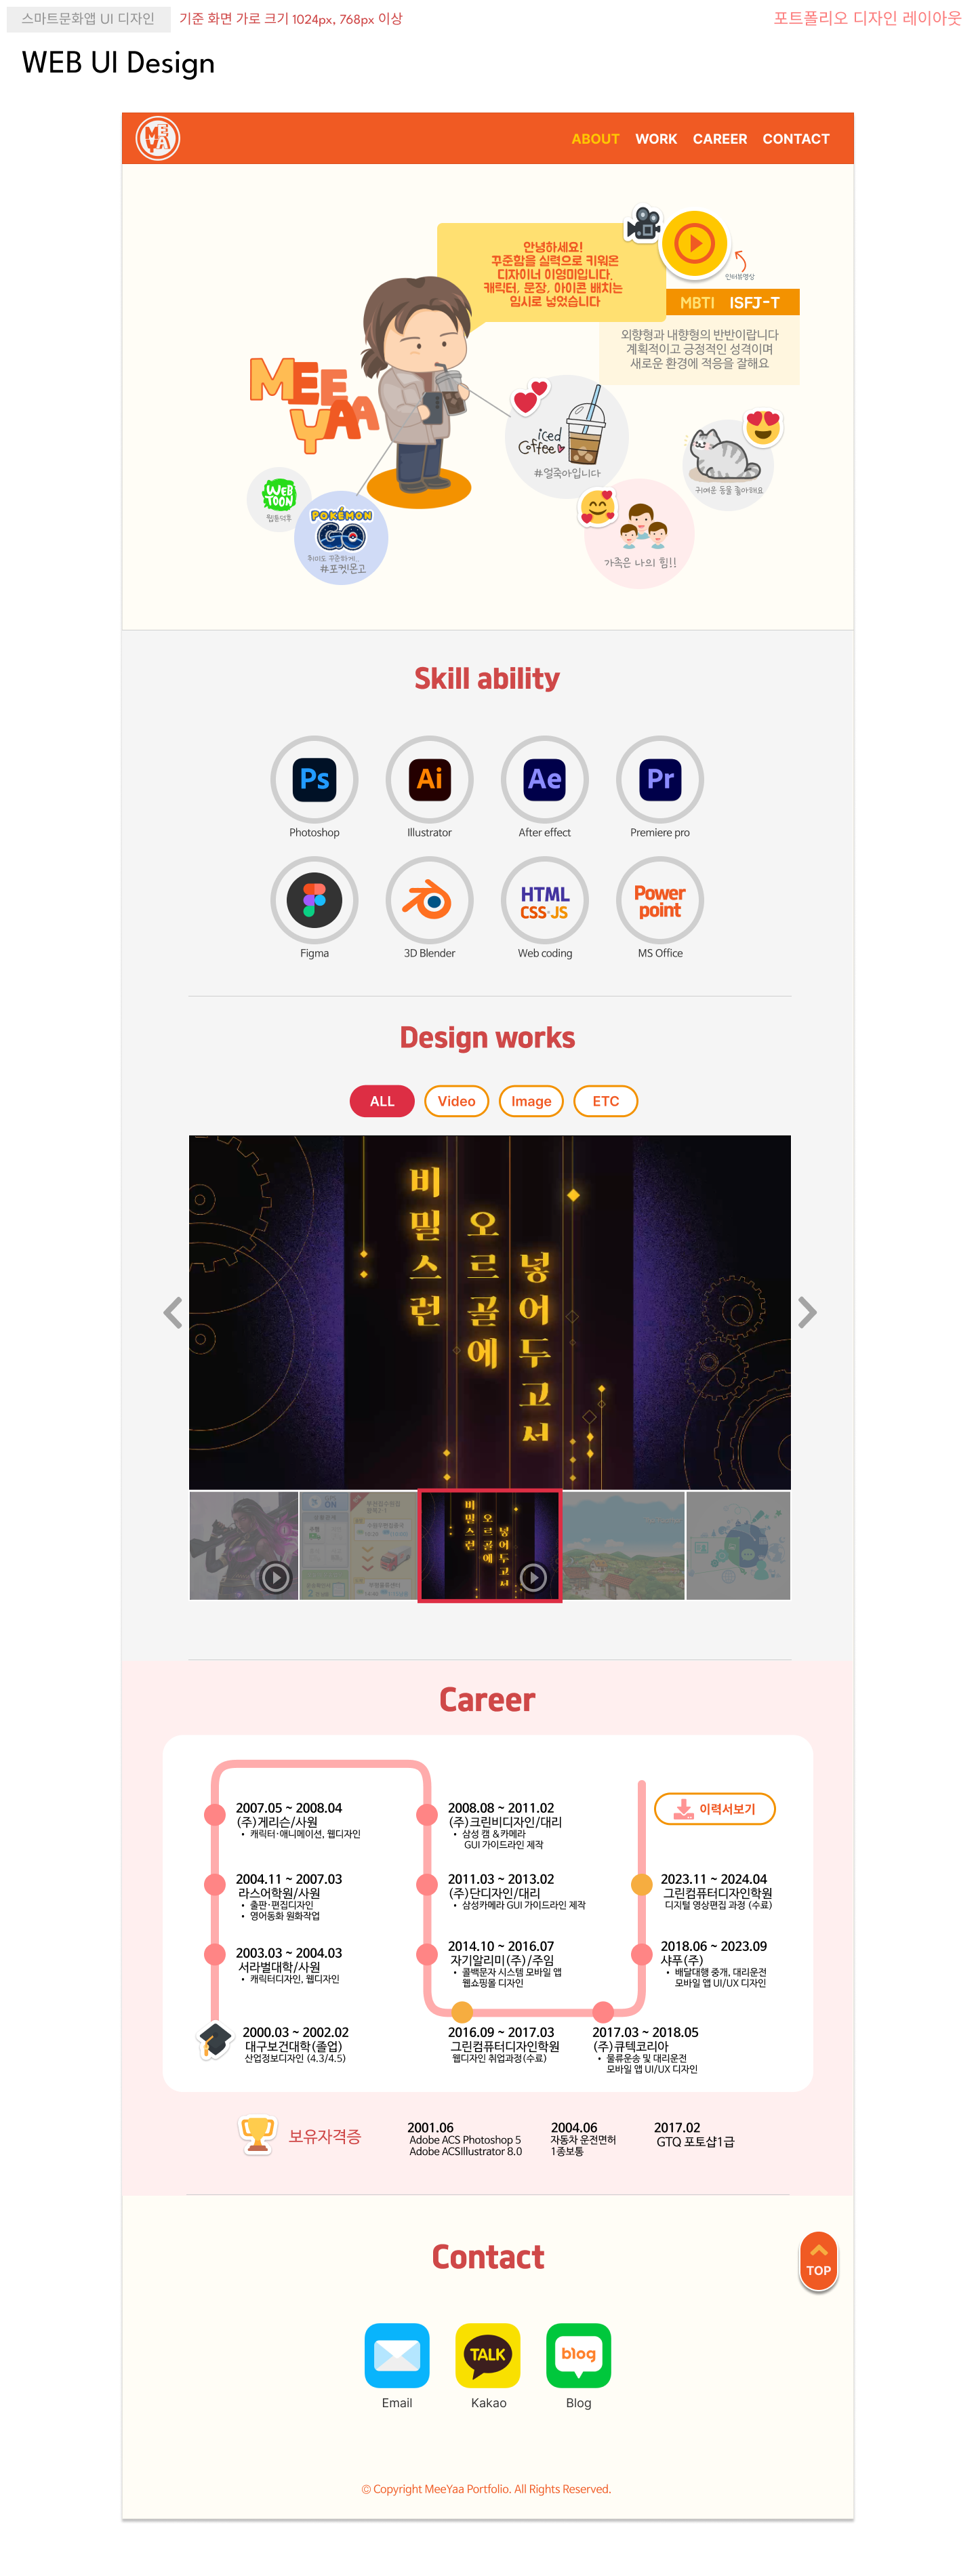 스마트문화앱 UI 디자인
기준 화면 가로 크기 1024px, 768px 이상
포트폴리오 디자인 레이아웃
WEB UI Design
MEE YAA
ABOUT WORK CAREER CONTACT
안녕하세요!
꾸준함을 실력으로 키워온
디자이너 이영미입니다.
캐릭터, 문장, 아이콘 배치는
임시로 넣었습니다
인터뷰영상
MBTI ISFJ-T
외향형과 내향형의 반반이랍니다
계획적이고 긍정적인 성격이며
새로운 환경에 적응을 잘해요
MEE
YAA
iced
Coffee
#얼죽아입니다
귀여운 동물 좋아해요
WEB
TOON
웹툰덕후
POKÉMON
GO
취미도 꾸준하게..
#포켓몬고
가족은 나의 힘!!
Skill ability
Ps
Ai
Ae
Pr
Photoshop
Illustrator
After effect
Premiere pro
HTML
CSS·JS
Power
point
Figma
3D Blender
Web coding
MS Office
Design works
ALL
Video
Image
ETC
비밀스런
오르골에
넣어두고서
비밀스런
오르골에
넣어두고서
Career
2007.05 ~ 2008.04
(주)게리슨/사원
• 캐릭터·애니메이션, 웹디자인
2004.11 ~ 2007.03
라스어학원/사원
• 출판·편집디자인
• 영어동화 원화작업
2003.03 ~ 2004.03
서라벌대학/사원
• 캐릭터디자인, 웹디자인
2000.03 ~ 2002.02
대구보건대학(졸업)
산업정보디자인 (4.3/4.5)
2008.08 ~ 2011.02
(주)크린비디자인/대리
• 삼성 캠 &카메라
GUI 가이드라인 제작
2011.03 ~ 2013.02
(주)단디자인/대리
• 삼성카메라 GUI 가이드라인 제작
2014.10 ~ 2016.07
자기알리미(주)/주임
• 콜백문자 시스템 모바일 앱
웹쇼핑몰 디자인
2016.09 ~ 2017.03
그린컴퓨터디자인학원
웹디자인 취업과정(수료)
2017.03 ~ 2018.05
(주)큐텍코리아
• 물류운송 및 대리운전
모바일 앱 UI/UX 디자인
이력서보기
2023.11 ~ 2024.04
그린컴퓨터디자인학원
디지털 영상편집 과정 (수료)
2018.06 ~ 2023.09
샤푸(주)
• 배달대행 중개, 대리운전
모바일 앱 UI/UX 디자인
보유자격증
2001.06
Adobe ACS Photoshop 5
Adobe ACSIllustrator 8.0
2004.06
자동차 운전면허
1종보통
2017.02
GTQ 포토샵1급
Contact
TOP
TALK
blog
Email
Kakao
Blog
© Copyright MeeYaa Portfolio. All Rights Reserved.